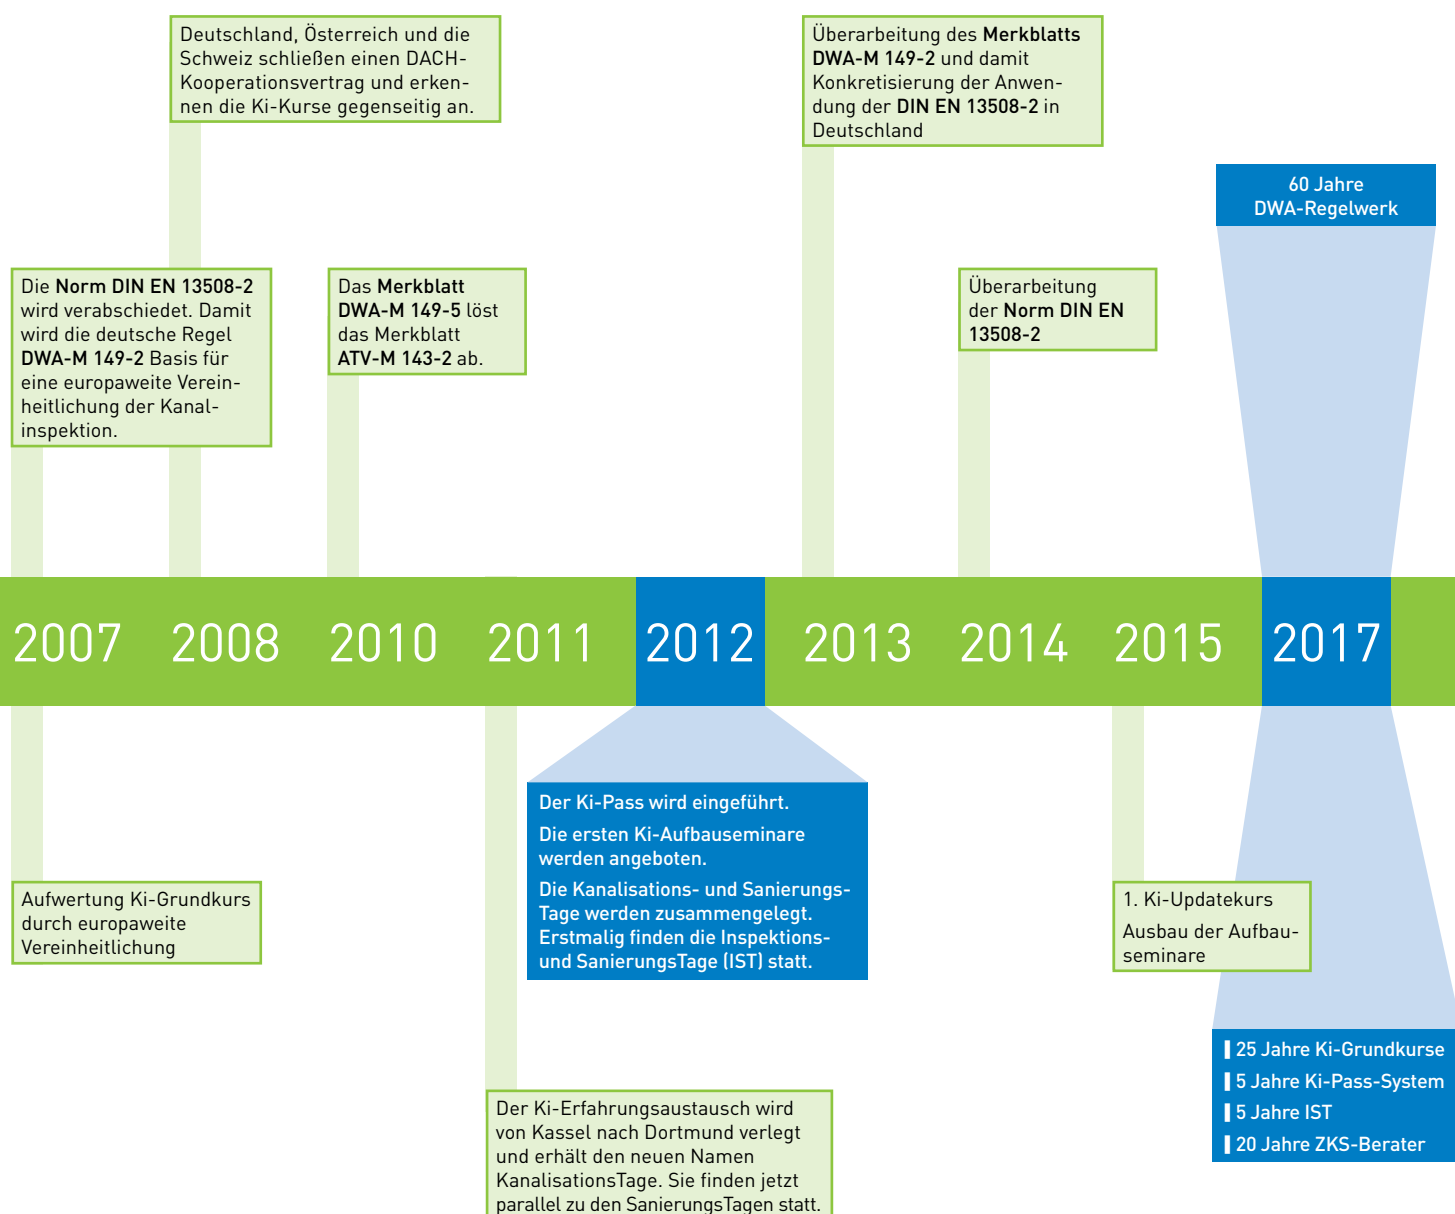 Deutschland, Österreich und die
Schweiz schließen einen DACH-
Kooperationsvertrag und erken-
nen die Ki-Kurse gegenseitig an.
Überarbeitung des Merkblatts
DWA-M 149-2 und damit
Konkretisierung der Anwen-
dung der DIN EN 13508-2 in
Deutschland
60 Jahre
DWA-Regelwerk
Die Norm DIN EN 13508-2
wird verabschiedet. Damit
wird die deutsche Regel
DWA-M 149-2 Basis für
eine europaweite Verein-
heitlichung der Kanal-
inspektion.
Das Merkblatt
DWA-M 149-5 löst
das Merkblatt
ATV-M 143-2 ab.
Überarbeitung
der Norm DIN EN
13508-2
2007 2008 2010 2011 2012 2013 2014 2015 2017
Der Ki-Pass wird eingeführt.
Die ersten Ki-Aufbauseminare
werden angeboten.
Die Kanalisations- und Sanierungs-
Tage werden zusammengelegt.
Erstmalig finden die Inspektions-
und SanierungsTage (IST) statt.
Aufwertung Ki-Grundkurs
durch europaweite
Vereinheitlichung
1. Ki-Updatekurs
Ausbau der Aufbau-
seminare
25 Jahre Ki-Grundkurse
5 Jahre Ki-Pass-System
5 Jahre IST
20 Jahre ZKS-Berater
Der Ki-Erfahrungsaustausch wird
von Kassel nach Dortmund verlegt
und erhält den neuen Namen
KanalisationsTage. Sie finden jetzt
parallel zu den SanierungsTagen statt.